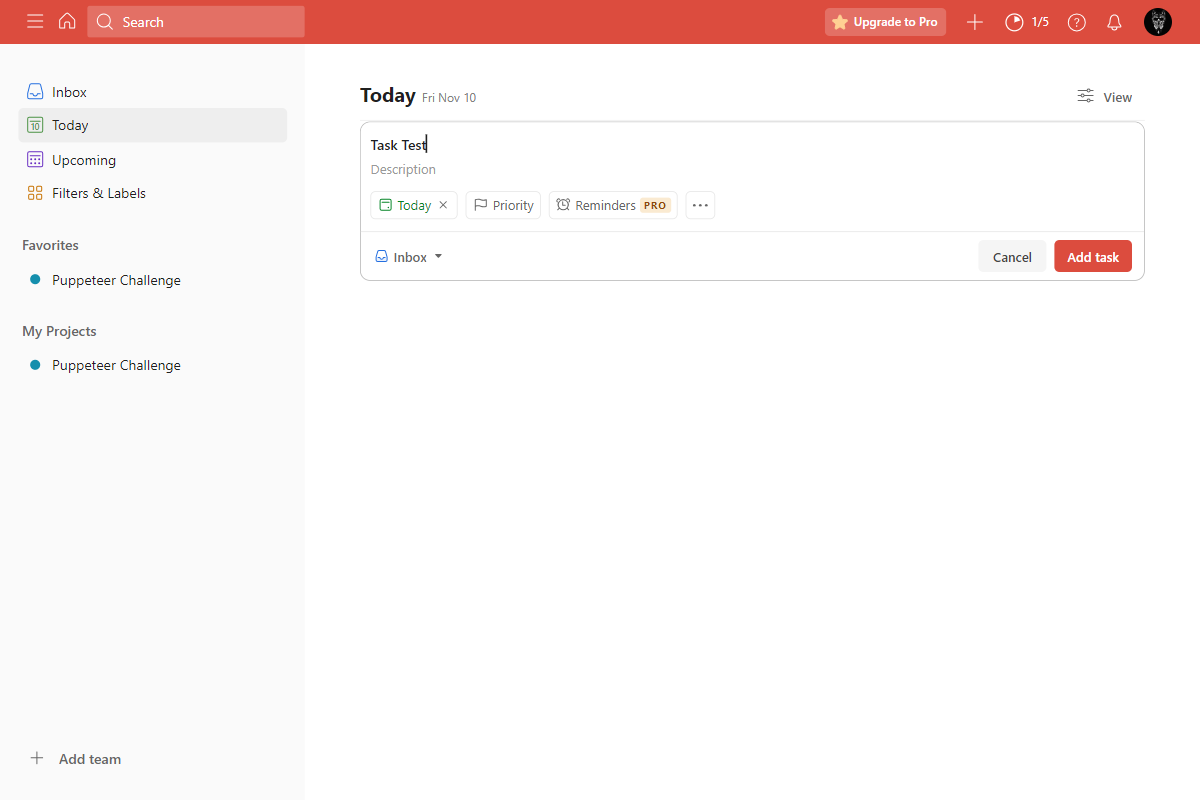 Search
Upgrade to Pro
1/5
?
Inbox
10 Today
Upcoming
Filters & Labels
Favorites
Puppeteer Challenge
My Projects
Puppeteer Challenge
Add team
Today Fri Nov 10
View
Task Test
Description
Today
Priority
Reminders PRO
Inbox
Cancel
Add task